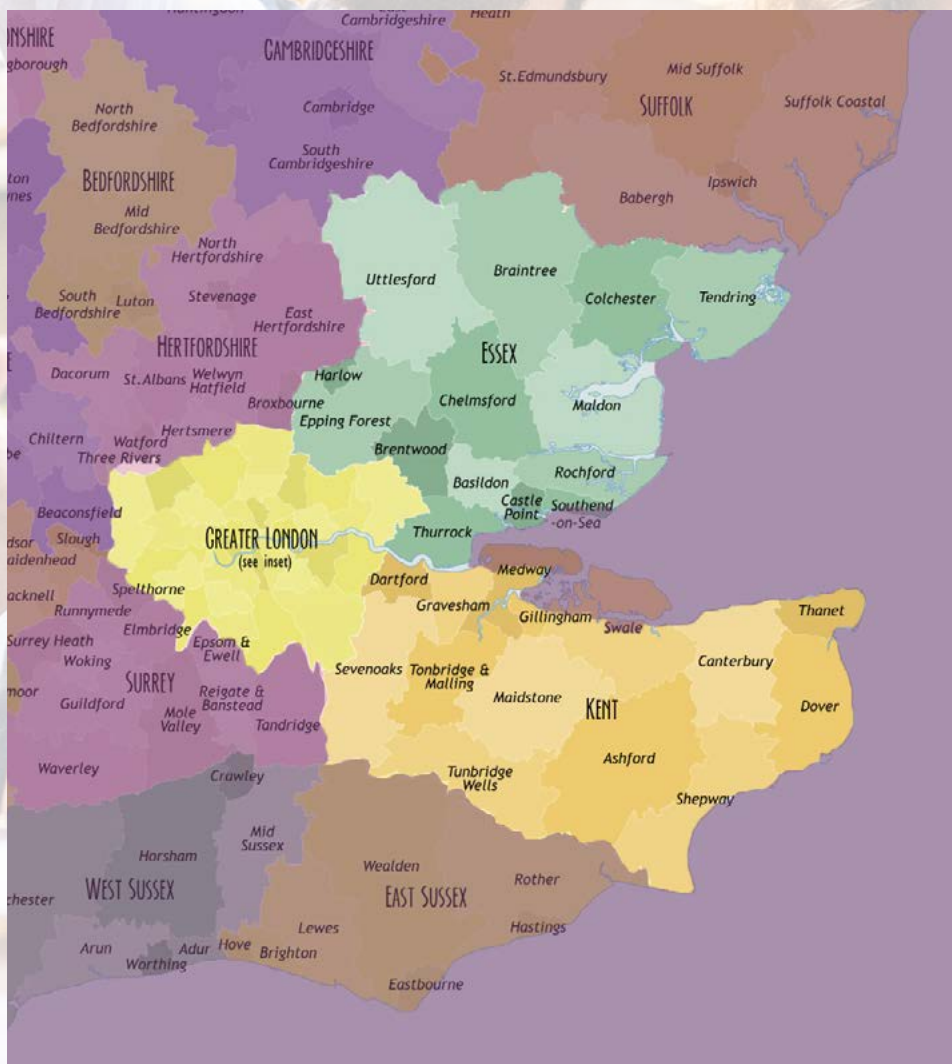 Heath
Cambridgeshire
NSHIRE
CAMBRIDGESHIRE
gborough
St.Edmundsbury
Mid Suffolk
SUFFOLK
Suffolk Coastal
North
Bedfordshire
Cambridge
South
Cambridgeshire
BEDFORDSHIRE
Ipswich
Babergh
Mid
Bedfordshire
North
Hertfordshire
Uttlesford
Braintree
Colchester
Tendring
South
Bedfordshire
Luton
Stevenage
East
Hertfordshire
HERTFORDSHIRE
ESSEX
Dacorum
St.Albans
Welwyn
Hatfield
Harlow
Broxbourne
Chelmsford
Maldon
Epping Forest
Chiltern
Watford
Hertsmere
Three Rivers
Brentwood
Basildon
Rochford
Castle
Point
Southend
-on-Sea
Beaconsfield
Slough
aidenhead
GREATER LONDON
(see inset)
Thurrock
Dartford
Medway
acknell
Spelthorne
Runnymede
Gravesham
Gillingham
Swale
Thanet
Elmbridge
Surrey Heath
Epsom &
Ewell
Woking
Sevenoaks
Tonbridge &
Malling
Canterbury
SURREY
Guildford
Reigate &
Banstead
Mole
Valley
Tandridge
Maidstone
KENT
Dover
Waverley
Crawley
Tunbridge
Wells
Ashford
Shepway
Mid
Sussex
Horsham
Wealden
WEST SUSSEX
EAST SUSSEX
Rother
chester
Lewes
Hastings
Arun
Worthing
Adur
Hove
Brighton
Eastbourne